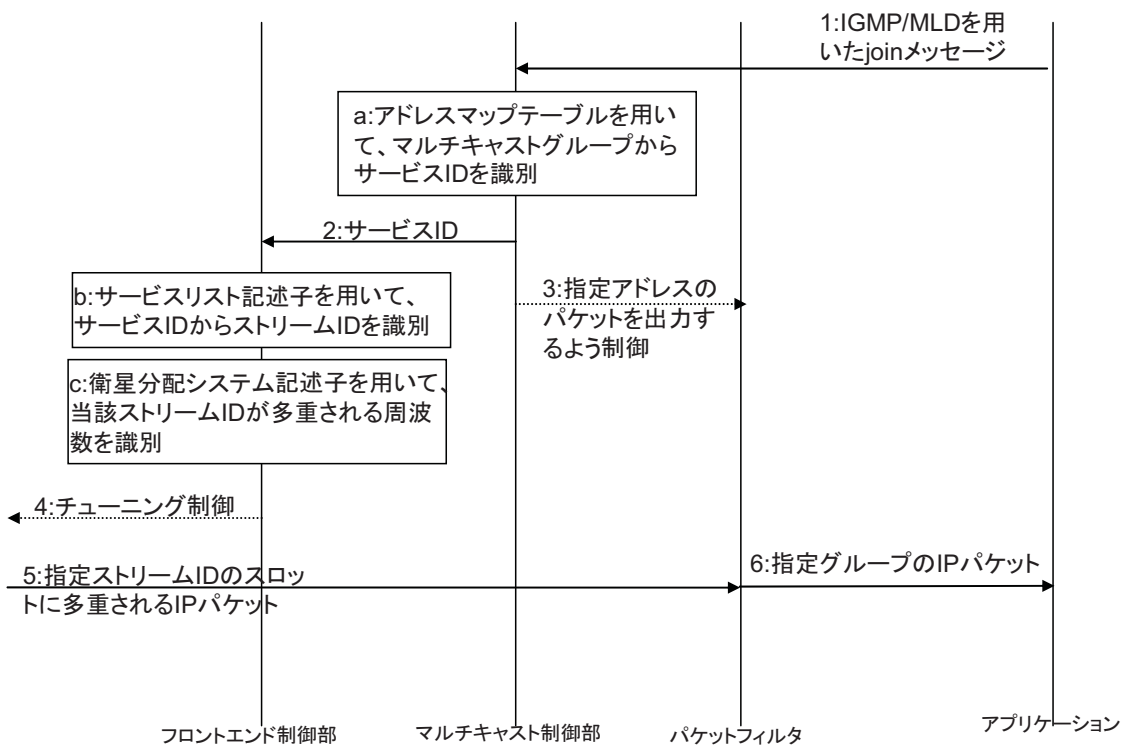 1:IGMP/MLDを用
いたjoinメッセージ
a:アドレスマップテーブルを用い
て、マルチキャストグループから
サービスIDを識別
2:サービスID
b:サービスリスト記述子を用いて、
サービスIDからストリームIDを識別
3:指定アドレスの
パケットを出力す
るよう制御
c:衛星分配システム記述子を用いて、
当該ストリームIDが多重される周波
数を識別
4:チューニング制御
5:指定ストリームIDのスロッ
トに多重されるIPパケット
6:指定グループのIPパケット
フロントエンド制御部
マルチキャスト制御部
パケットフィルタ
アプリケーション